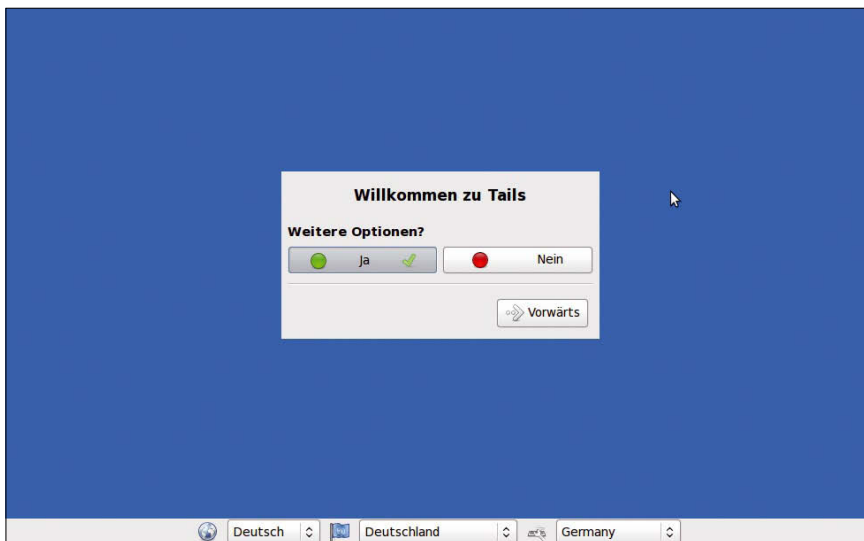 Willkommen zu Tails
Weitere Optionen?
Ja Nein
Vorwärts
Deutsch Deutschland Germany